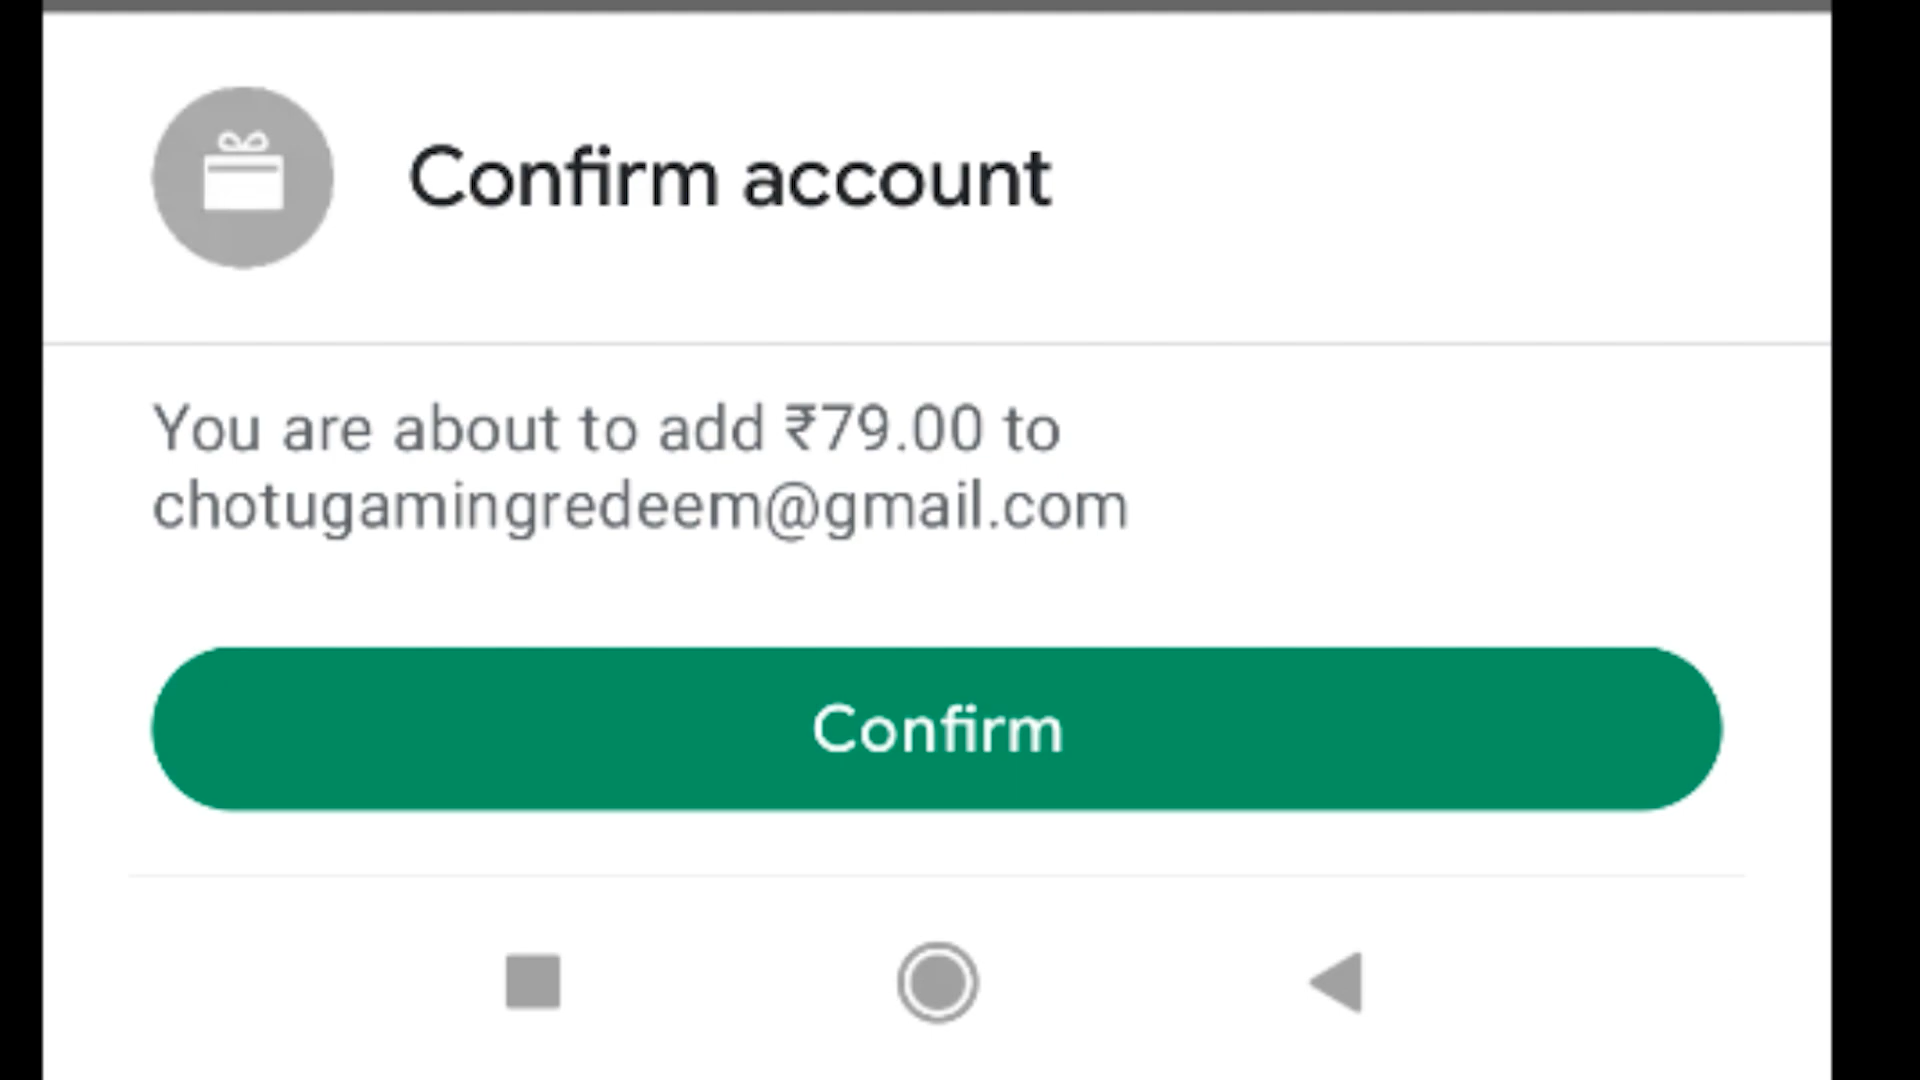 Confirm account
You are about to add ₹79.00 to
chotugamingredeem@gmail.com
Confirm